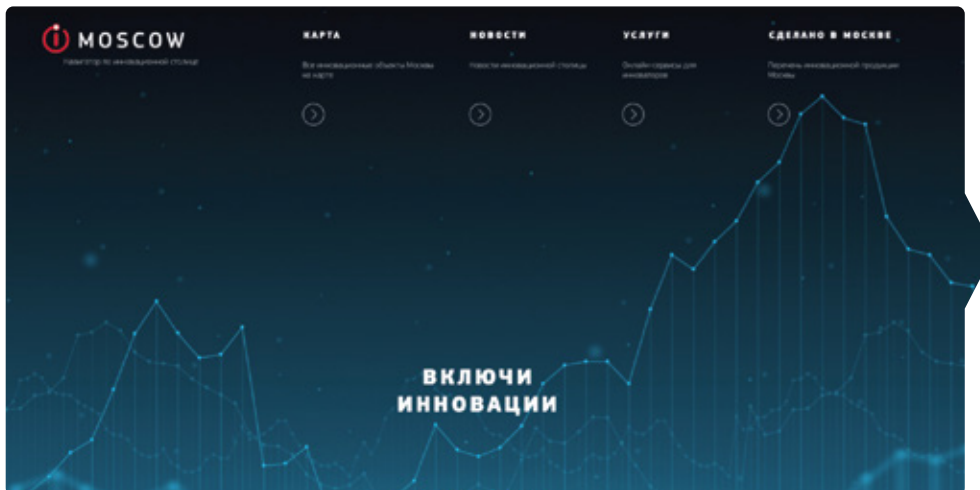 i MOSCOW
Навигатор по инновационной столице
КАРТА
Все инновационные объекты Москвы
на карте
НОВОСТИ
Новости инновационной столицы
УСЛУГИ
Онлайн-сервисы для
инноваторов
СДЕЛАНО В МОСКВЕ
Перечень инновационной продукции
Москвы
ВКЛЮЧИ
ИННОВАЦИИ